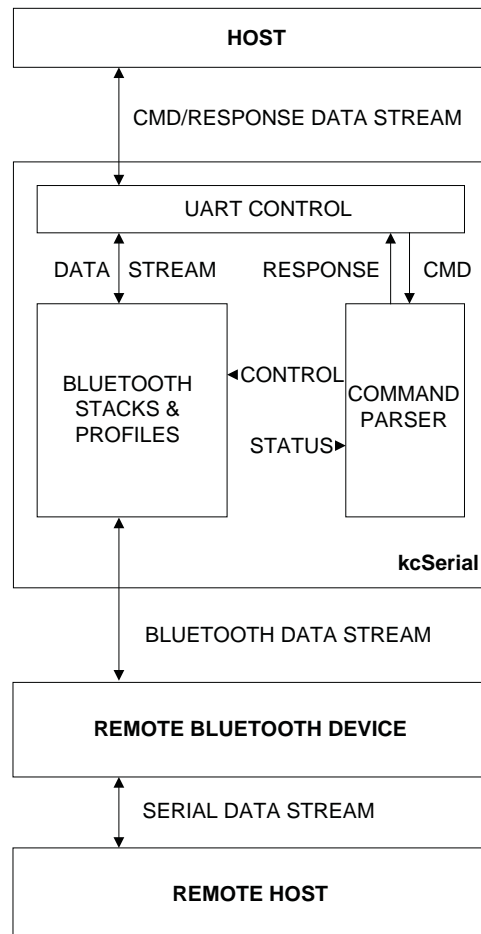 HOST
CMD/RESPONSE DATA STREAM
UART CONTROL
DATA STREAM
RESPONSE CMD
BLUETOOTH
STACKS &
PROFILES
CONTROL
COMMAND
PARSER
STATUS
kcSerial
BLUETOOTH DATA STREAM
REMOTE BLUETOOTH DEVICE
SERIAL DATA STREAM
REMOTE HOST